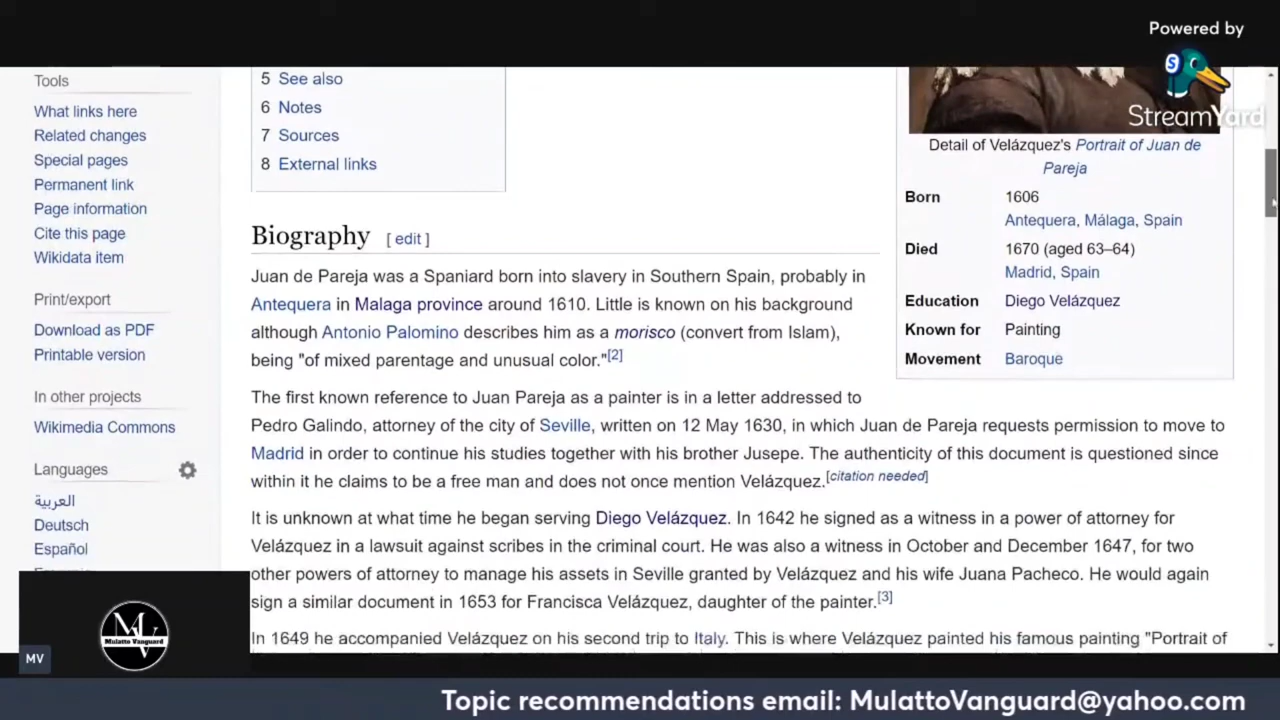 Powered by
StreamYard
Tools
What links here
Related changes
Special pages
Permanent link
Page information
Cite this page
Wikidata item
Print/export
Download as PDF
Printable version
In other projects
Wikimedia Commons
Languages
العربية
Deutsch
Español
5 See also
6 Notes
7 Sources
8 External links
Biography [ edit ]
Juan de Pareja was a Spaniard born into slavery in Southern Spain, probably in
Antequera in Malaga province around 1610. Little is known on his background
although Antonio Palomino describes him as a morisco (convert from Islam),
being "of mixed parentage and unusual color."[2]
The first known reference to Juan Pareja as a painter is in a letter addressed to
Pedro Galindo, attorney of the city of Seville, written on 12 May 1630, in which Juan de Pareja requests permission to move to
Madrid in order to continue his studies together with his brother Jusepe. The authenticity of this document is questioned since
within it he claims to be a free man and does not once mention Velázquez.[citation needed]
It is unknown at what time he began serving Diego Velázquez. In 1642 he signed as a witness in a power of attorney for
Velázquez in a lawsuit against scribes in the criminal court. He was also a witness in October and December 1647, for two
other powers of attorney to manage his assets in Seville granted by Velázquez and his wife Juana Pacheco. He would again
sign a similar document in 1653 for Francisca Velázquez, daughter of the painter.[3]
In 1649 he accompanied Velázquez on his second trip to Italy. This is where Velázquez painted his famous painting "Portrait of
Detail of Velázquez's Portrait of Juan de
Pareja
Born 1606
Antequera, Málaga, Spain
Died 1670 (aged 63–64)
Madrid, Spain
Education Diego Velázquez
Known for Painting
Movement Baroque
MV
Mulatto Vanguard
MV
Topic recommendations email: MulattoVanguard@yahoo.com